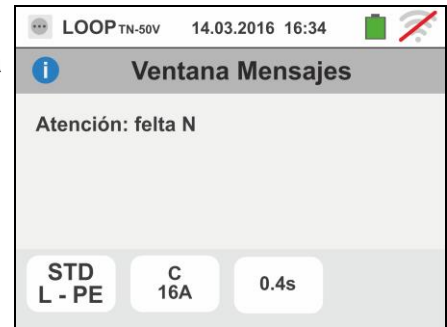 LOOP TN-50V 14.03.2016 16:34
i Ventana Mensajes
Atención: felta N
STD C 0.4s
L - PE 16A